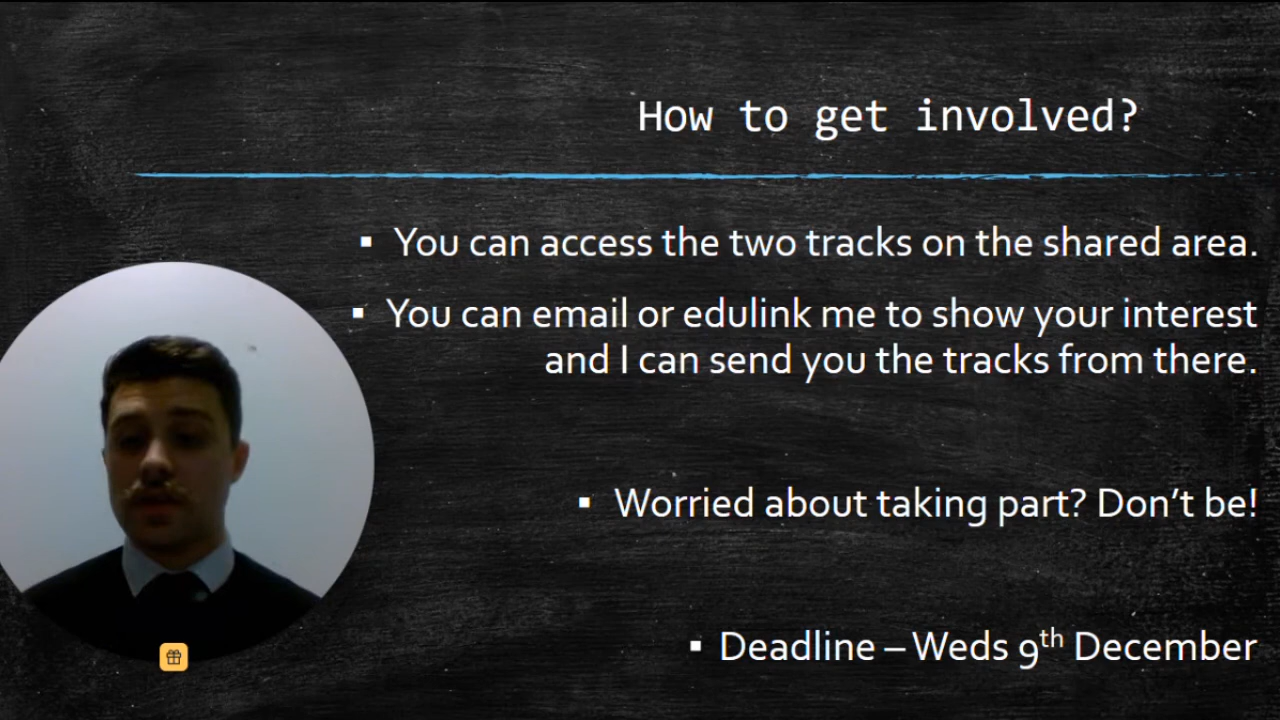 How to get involved?
▪ You can access the two tracks on the shared area.
▪ You can email or edulink me to show your interest
and I can send you the tracks from there.
▪ Worried about taking part? Don’t be!
▪ Deadline – Weds 9th December